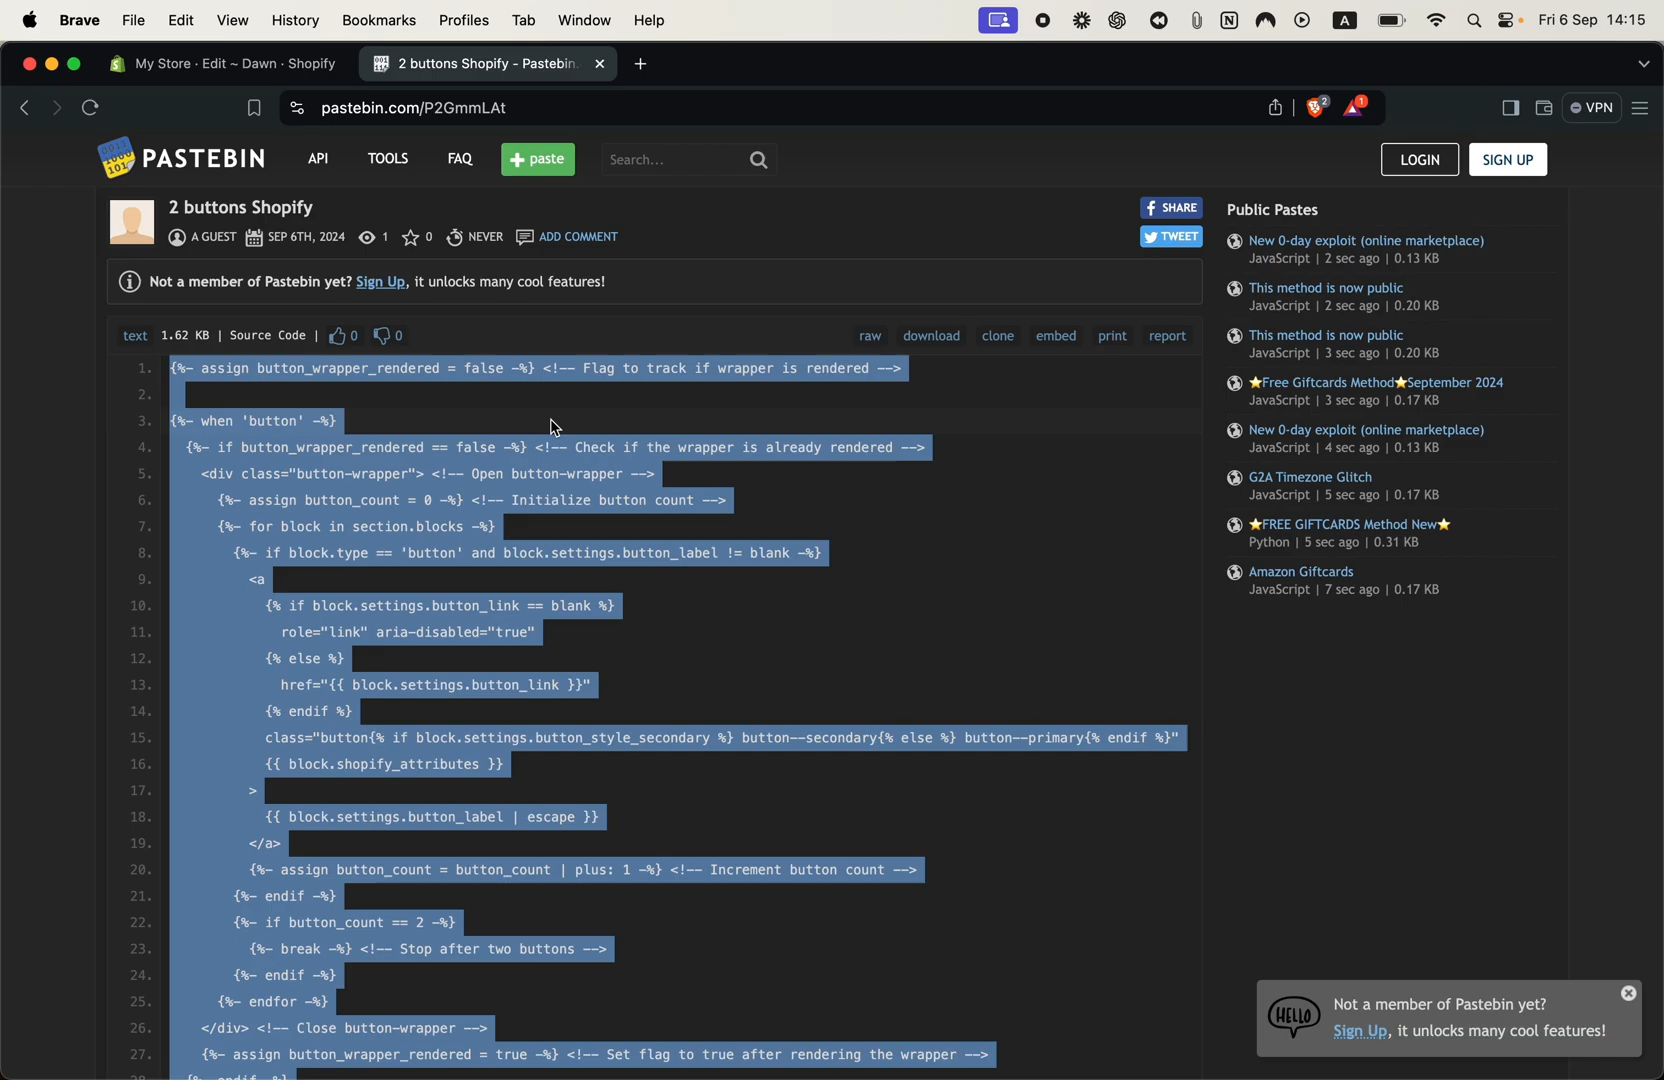 Brave File Edit View History Bookmarks Profiles Tab Window Help A Fri 6 Sep 14:15
My Store · Edit ~ Dawn · Shopify 2 buttons Shopify - Pastebin.
pastebin.com/P2GmmLAt 2 1 VPN
PASTEBIN API TOOLS FAQ + paste Search... LOGIN SIGN UP
2 buttons Shopify
A GUEST SEP 6TH, 2024 1 0 NEVER ADD COMMENT
SHARE
TWEET
Not a member of Pastebin yet? Sign Up, it unlocks many cool features!
text 1.62 KB | Source Code | 0 0 raw download clone embed print report
1. {%- assign button_wrapper_rendered = false -%} <!-- Flag to track if wrapper is rendered -->
2.
3. {%- when 'button' -%}
4. {%- if button_wrapper_rendered == false -%} <!-- Check if the wrapper is already rendered -->
5. <div class="button-wrapper"> <!-- Open button-wrapper -->
6. {%- assign button_count = 0 -%} <!-- Initialize button count -->
7. {%- for block in section.blocks -%}
8. {%- if block.type == 'button' and block.settings.button_label != blank -%}
9. <a
10. {% if block.settings.button_link == blank %}
11. role="link" aria-disabled="true"
12. {% else %}
13. href="{{ block.settings.button_link }}"
14. {% endif %}
15. class="button{% if block.settings.button_style_secondary %} button--secondary{% else %} button--primary{% endif %}"
16. {{ block.shopify_attributes }}
17. >
18. {{ block.settings.button_label | escape }}
19. </a>
20. {%- assign button_count = button_count | plus: 1 -%} <!-- Increment button count -->
21. {%- endif -%}
22. {%- if button_count == 2 -%}
23. {%- break -%} <!-- Stop after two buttons -->
24. {%- endif -%}
25. {%- endfor -%}
26. </div> <!-- Close button-wrapper -->
27. {%- assign button_wrapper_rendered = true -%} <!-- Set flag to true after rendering the wrapper -->
Public Pastes
New 0-day exploit (online marketplace)
JavaScript | 2 sec ago | 0.13 KB
This method is now public
JavaScript | 2 sec ago | 0.20 KB
This method is now public
JavaScript | 3 sec ago | 0.20 KB
⭐Free Giftcards Method⭐September 2024
JavaScript | 3 sec ago | 0.17 KB
New 0-day exploit (online marketplace)
JavaScript | 4 sec ago | 0.13 KB
G2A Timezone Glitch
JavaScript | 5 sec ago | 0.17 KB
⭐FREE GIFTCARDS Method New⭐
Python | 5 sec ago | 0.31 KB
Amazon Giftcards
JavaScript | 7 sec ago | 0.17 KB
HELLO
Not a member of Pastebin yet?
Sign Up, it unlocks many cool features!